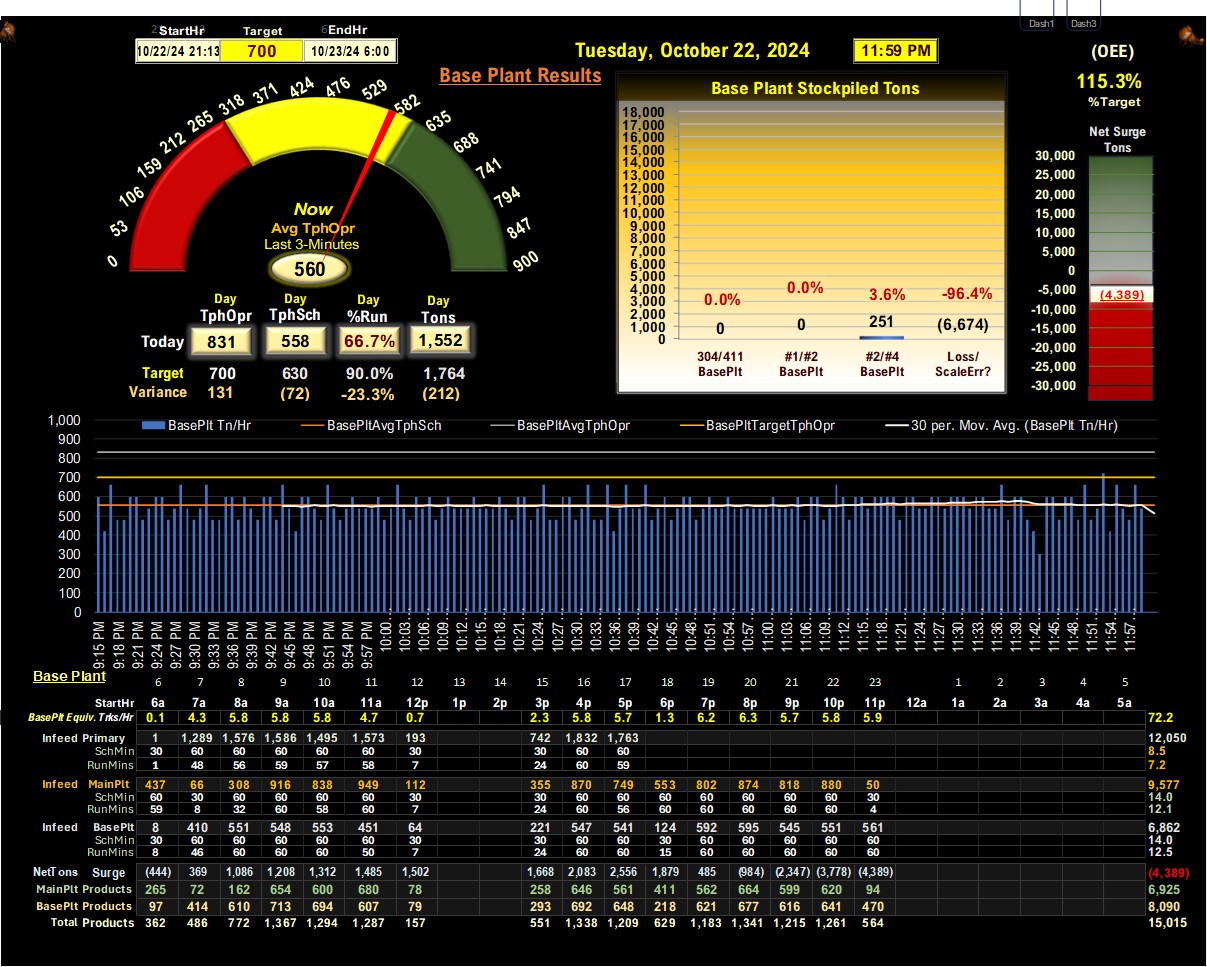 Dash1 Dash3
StartHr Target EndHr
10/22/24 21:13 700 10/23/24 6:00
Tuesday, October 22, 2024 11:59 PM
Base Plant Results
(OEE)
115.3%
%Target
Net Surge
Tons
30,000
25,000
20,000
15,000
10,000
5,000
0
-5,000
-10,000
-15,000
-20,000
-25,000
-30,000
(4,389)
0 53 106 159 212 265 318 371 424 476 529 582 635 688 741 794 847 900
Now
Avg TphOpr
Last 3-Minutes
560
Day Day Day Day
TphOpr TphSch %Run Tons
Today 831 558 66.7% 1,552
Target 700 630 90.0% 1,764
Variance 131 (72) -23.3% (212)
Base Plant Stockpiled Tons
18,000
17,000
16,000
15,000
14,000
13,000
12,000
11,000
10,000
9,000
8,000
7,000
6,000
5,000
4,000
3,000
2,000
1,000
0
0.0% 0.0% 3.6% -96.4%
0 0 251 (6,674)
304/411 #1/#2 #2/#4 Loss/
BasePlt BasePlt BasePlt ScaleErr?
BasePlt Tn/Hr BasePltAvgTphSch BasePltAvgTphOpr BasePltTargetTphOpr 30 per. Mov. Avg. (BasePlt Tn/Hr)
1,000
900
800
700
600
500
400
300
200
100
0
9:15 PM 9:18 PM 9:21 PM 9:24 PM 9:27 PM 9:30 PM 9:33 PM 9:36 PM 9:39 PM 9:42 PM 9:45 PM 9:48 PM 9:51 PM 9:54 PM 9:57 PM 10:00… 10:03… 10:06… 10:09… 10:12… 10:15… 10:18… 10:21… 10:24… 10:27… 10:30… 10:33… 10:36… 10:39… 10:42… 10:45… 10:48… 10:51… 10:54… 10:57… 11:00… 11:03… 11:06… 11:09… 11:12… 11:15… 11:18… 11:21… 11:24… 11:27… 11:30… 11:33… 11:36… 11:39… 11:42… 11:45… 11:48… 11:51… 11:54… 11:57…
Base Plant 6 7 8 9 10 11 12 13 14 15 16 17 18 19 20 21 22 23 1 2 3 4 5
StartHr 6a 7a 8a 9a 10a 11a 12p 1p 2p 3p 4p 5p 6p 7p 8p 9p 10p 11p 12a 1a 2a 3a 4a 5a
BasePlt Equiv. Trks/Hr 0.1 4.3 5.8 5.8 5.8 4.7 0.7 2.3 5.8 5.7 1.3 6.2 6.3 5.7 5.8 5.9 72.2
Infeed Primary 1 1,289 1,576 1,586 1,495 1,573 193 742 1,832 1,763 12,050
SchMin 30 60 60 60 60 60 30 30 60 60 8.5
RunMins 1 48 56 59 57 58 7 24 60 59 7.2
Infeed MainPlt 437 66 308 916 838 949 112 355 870 749 553 802 874 818 880 50 9,577
SchMin 60 30 60 60 60 60 30 30 60 60 60 60 60 60 60 30 14.0
RunMins 59 8 32 60 58 60 7 24 60 56 60 60 60 60 60 4 12.1
Infeed BasePlt 8 410 551 548 553 451 64 221 547 541 124 592 595 545 551 561 6,862
SchMin 30 60 60 60 60 60 30 30 60 60 30 60 60 60 60 60 14.0
RunMins 8 46 60 60 60 50 7 24 60 60 15 60 60 60 60 60 12.5
NetTons Surge (444) 369 1,086 1,208 1,312 1,485 1,502 1,668 2,083 2,556 1,879 485 (984) (2,347) (3,778) (4,389) (4,389)
MainPlt Products 265 72 162 654 600 680 78 258 646 561 411 562 664 599 620 94 6,925
BasePlt Products 97 414 610 713 694 607 79 293 692 648 218 621 677 616 641 470 8,090
Total Products 362 486 772 1,367 1,294 1,287 157 551 1,338 1,209 629 1,183 1,341 1,215 1,261 564 15,015